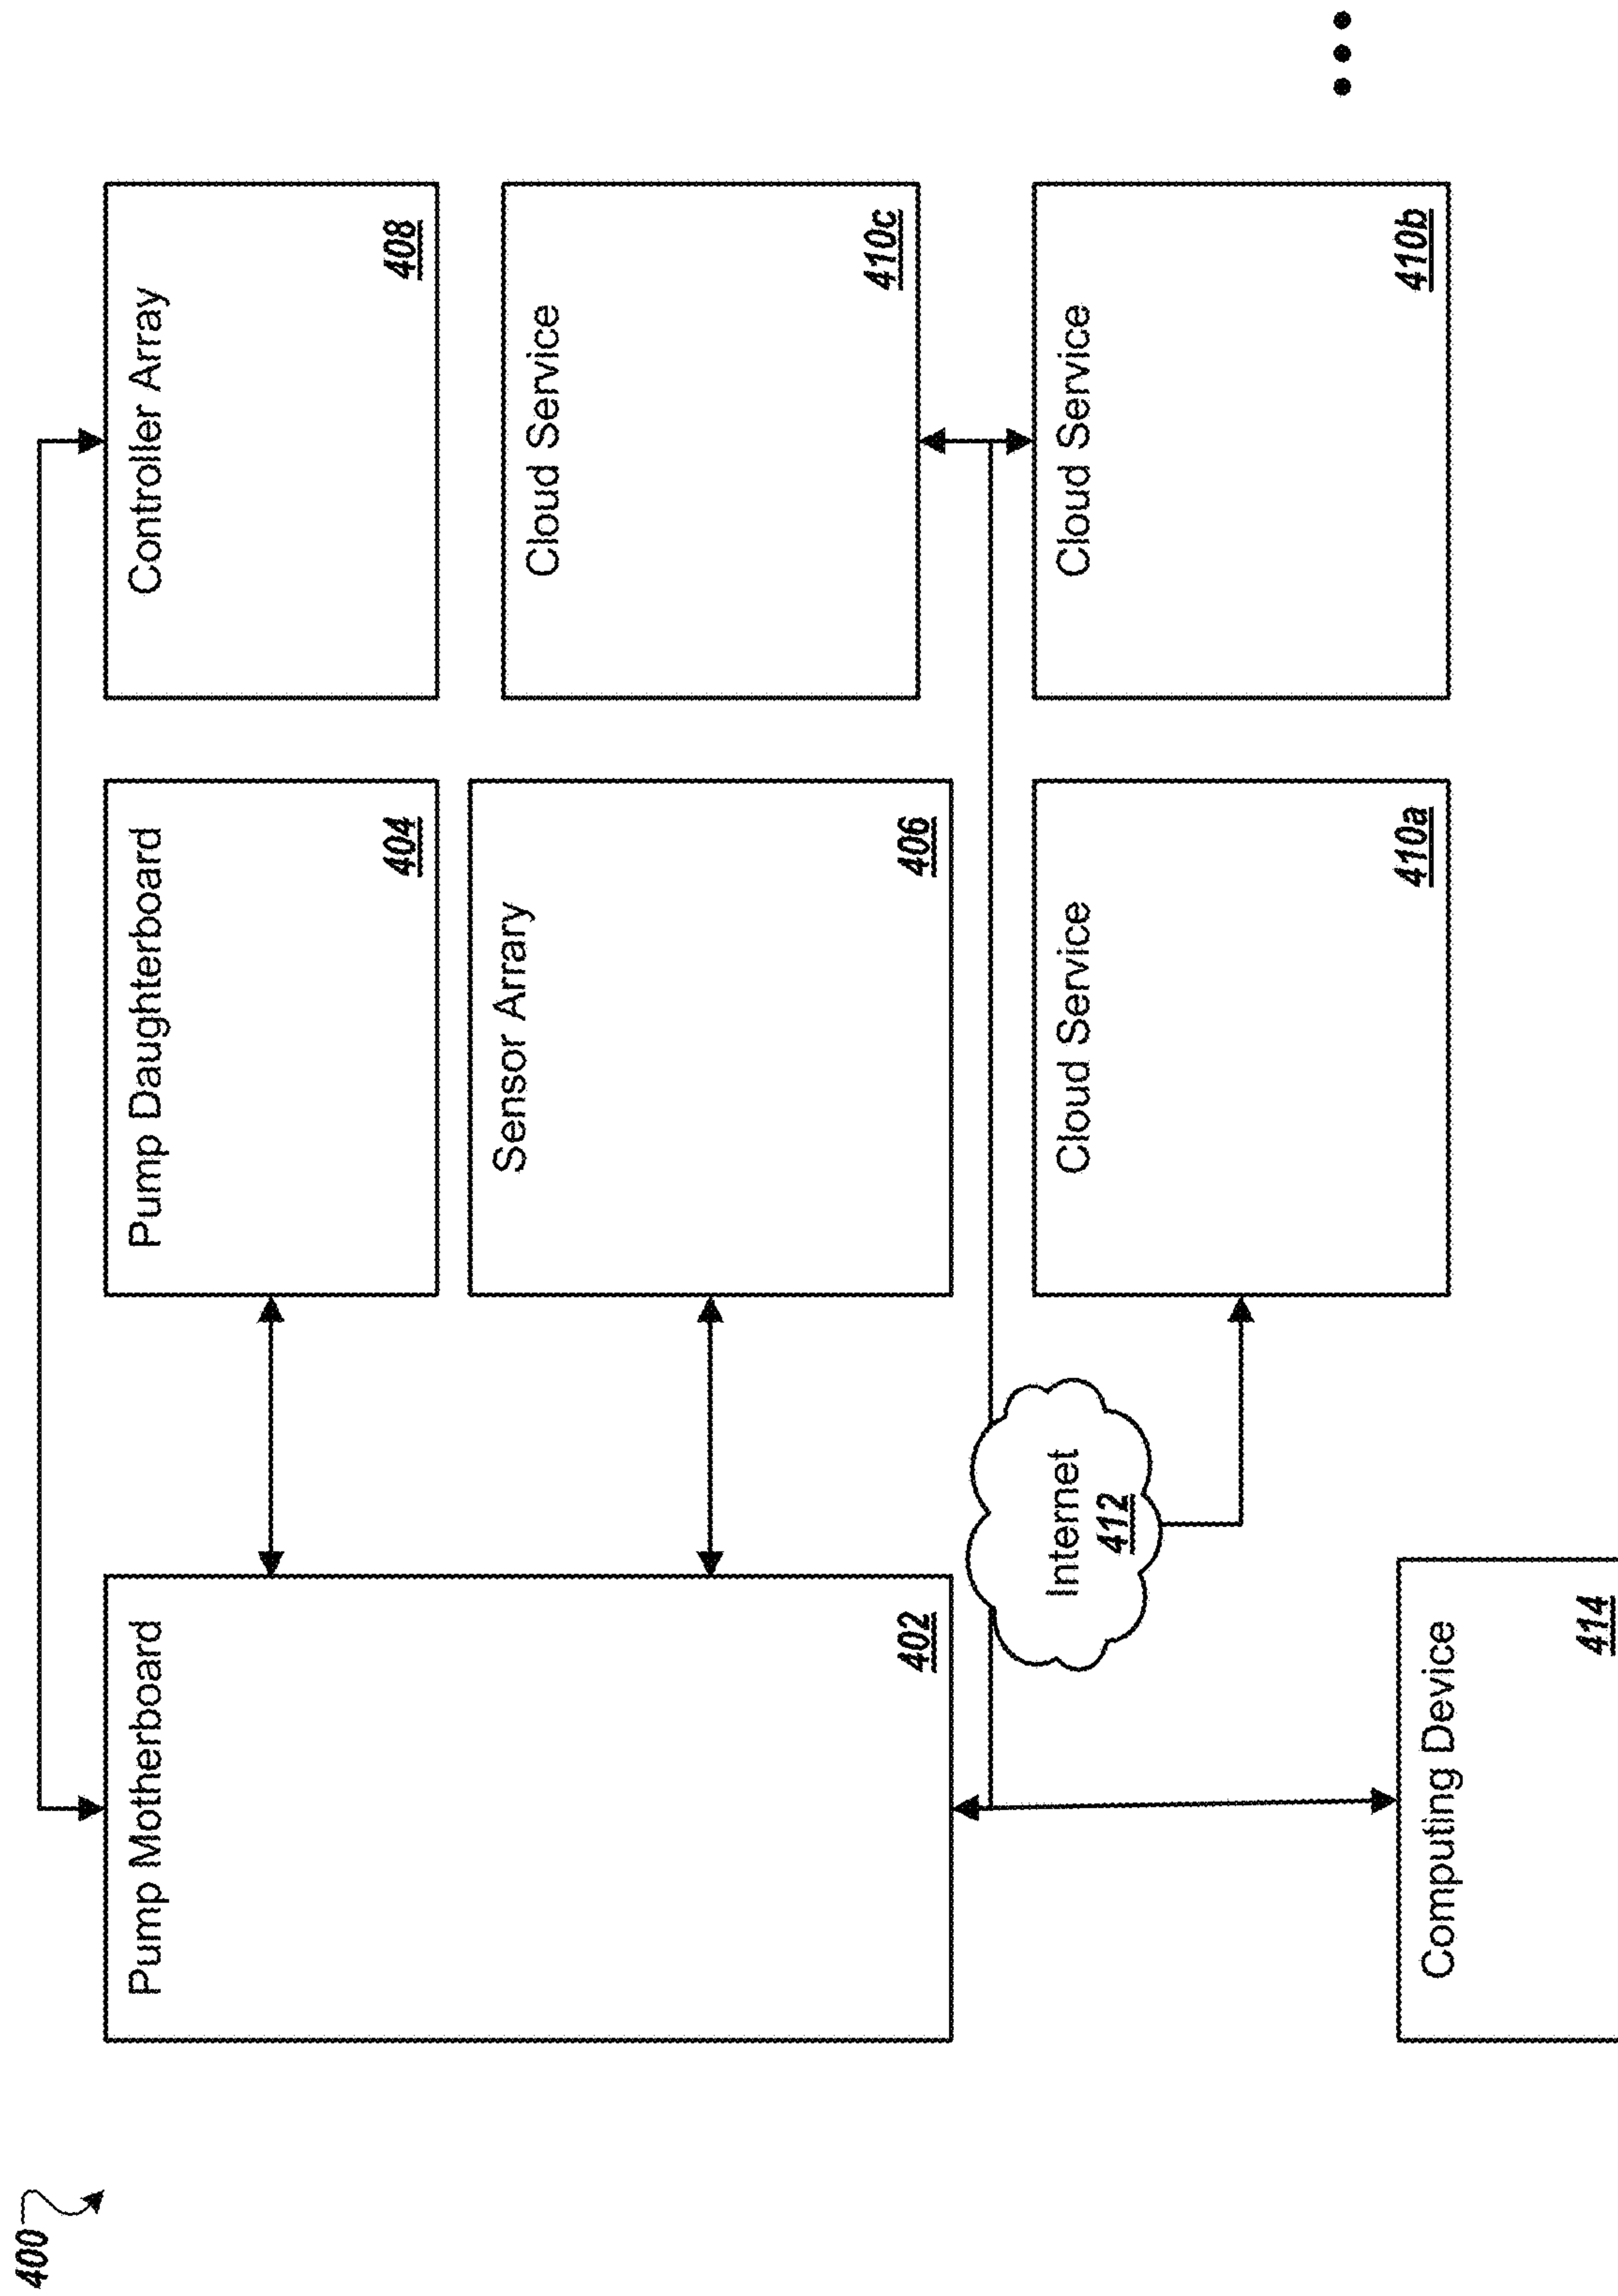 400
Pump Motherboard
402
Pump Daughterboard
404
Controller Array
408
Sensor Arrary
406
Cloud Service
410c
Internet
412
Cloud Service
410a
Cloud Service
410b
Computing Device
414